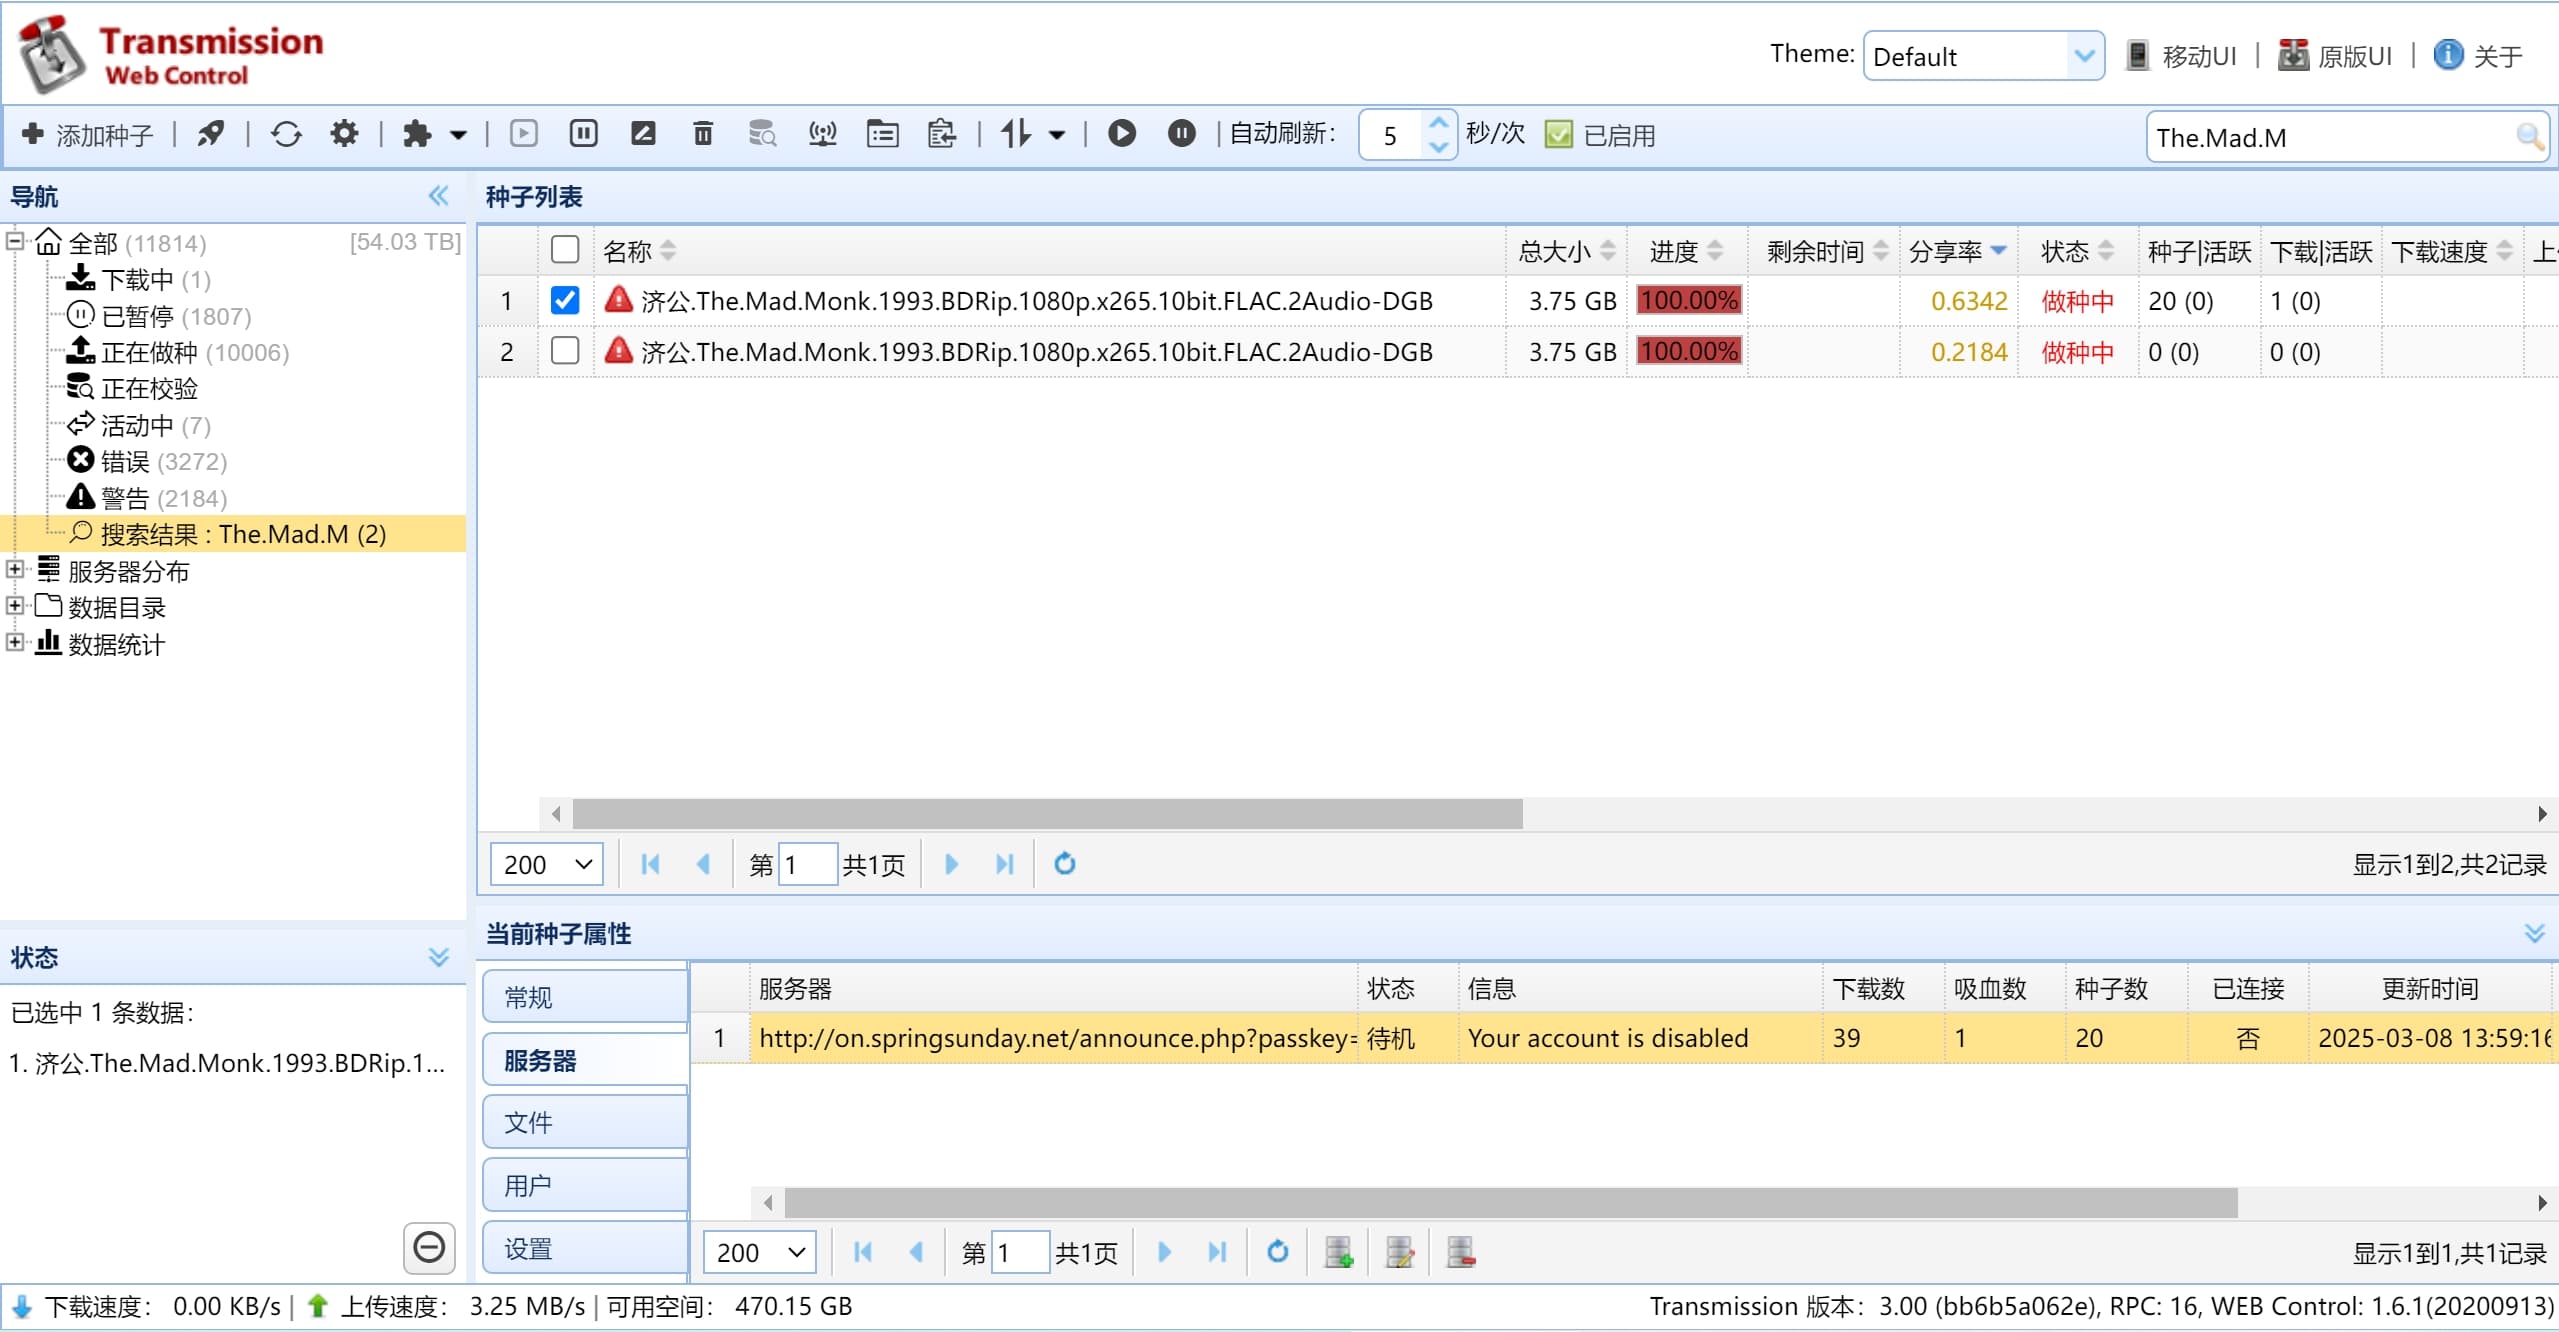 Transmission
Web Control
Theme: Default 移动UI | 原版UI | 关于
添加种子 | | | | | | 自动刷新： 5 秒/次 已启用 The.Mad.M
导航
全部 (11814) [54.03 TB]
下载中 (1)
已暂停 (1807)
正在做种 (10006)
正在校验
活动中 (7)
错误 (3272)
警告 (2184)
搜索结果 : The.Mad.M (2)
服务器分布
数据目录
数据统计
种子列表
名称 总大小 进度 剩余时间 分享率 状态 种子|活跃 下载|活跃 下载速度 上
1 济公.The.Mad.Monk.1993.BDRip.1080p.x265.10bit.FLAC.2Audio-DGB 3.75 GB 100.00% 0.6342 做种中 20 (0) 1 (0)
2 济公.The.Mad.Monk.1993.BDRip.1080p.x265.10bit.FLAC.2Audio-DGB 3.75 GB 100.00% 0.2184 做种中 0 (0) 0 (0)
200 第 1 共1页 显示1到2,共2记录
状态
已选中 1 条数据：
1. 济公.The.Mad.Monk.1993.BDRip.1...
当前种子属性
常规
服务器
文件
用户
设置
服务器 状态 信息 下载数 吸血数 种子数 已连接 更新时间
1 http://on.springsunday.net/announce.php?passkey= 待机 Your account is disabled 39 1 20 否 2025-03-08 13:59:16
200 第 1 共1页 显示1到1,共1记录
下载速度： 0.00 KB/s | 上传速度： 3.25 MB/s | 可用空间： 470.15 GB Transmission 版本：3.00 (bb6b5a062e), RPC: 16, WEB Control: 1.6.1(20200913)